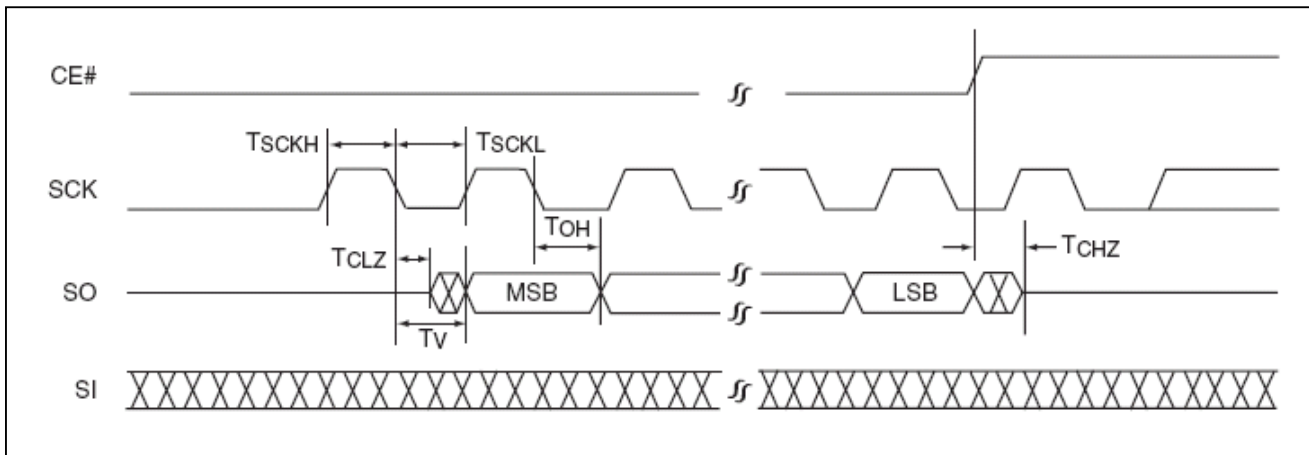 CE#
TSCKH
TSCKL
SCK
TOH
TCLZ
TCHZ
SO
MSB
LSB
TV
SI